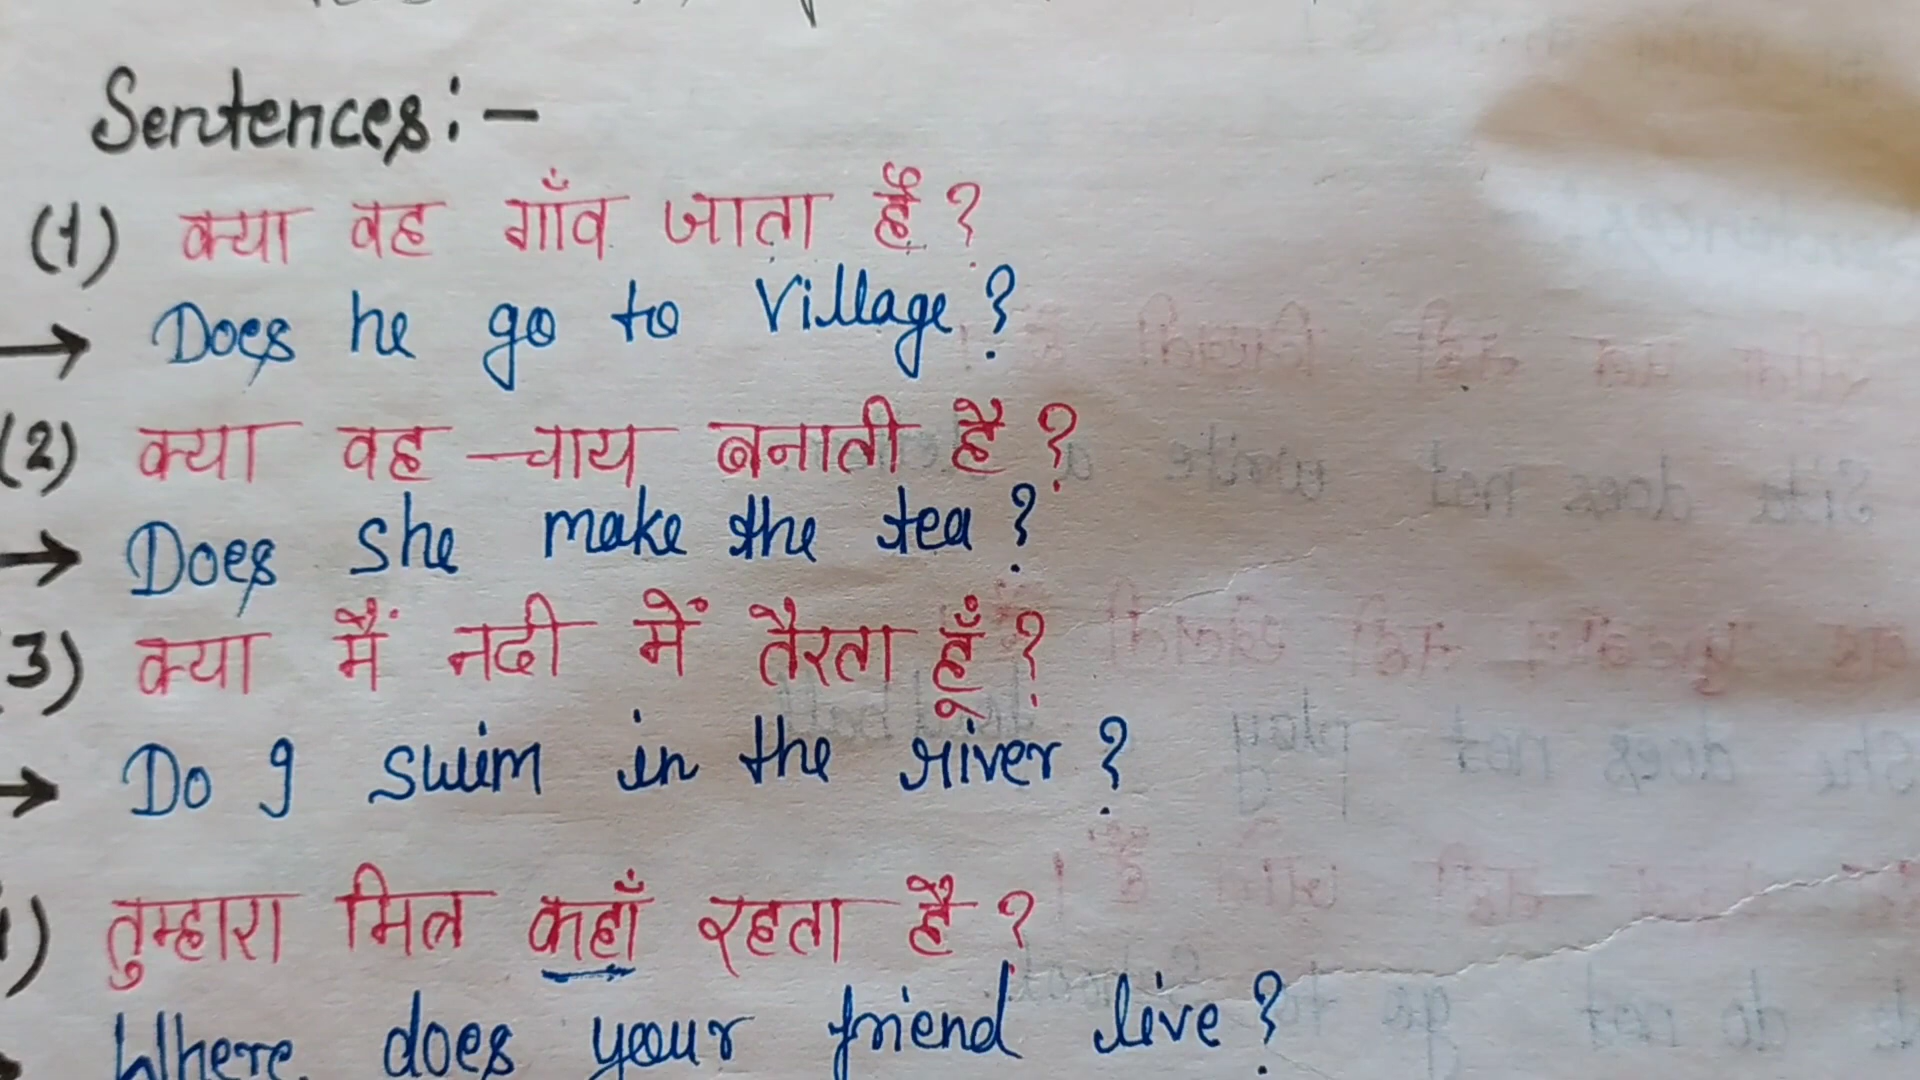 Sentences:-
(1) क्या वह गाँव जाता है?
→ Does he go to village?
(2) क्या वह चाय बनाती है?
→ Does she make the tea?
3) क्या मैं नदी में तैरता हूँ?
→ Do I swim in the river?
) तुम्हारा मित्र कहाँ रहता है?
Where does your friend live?